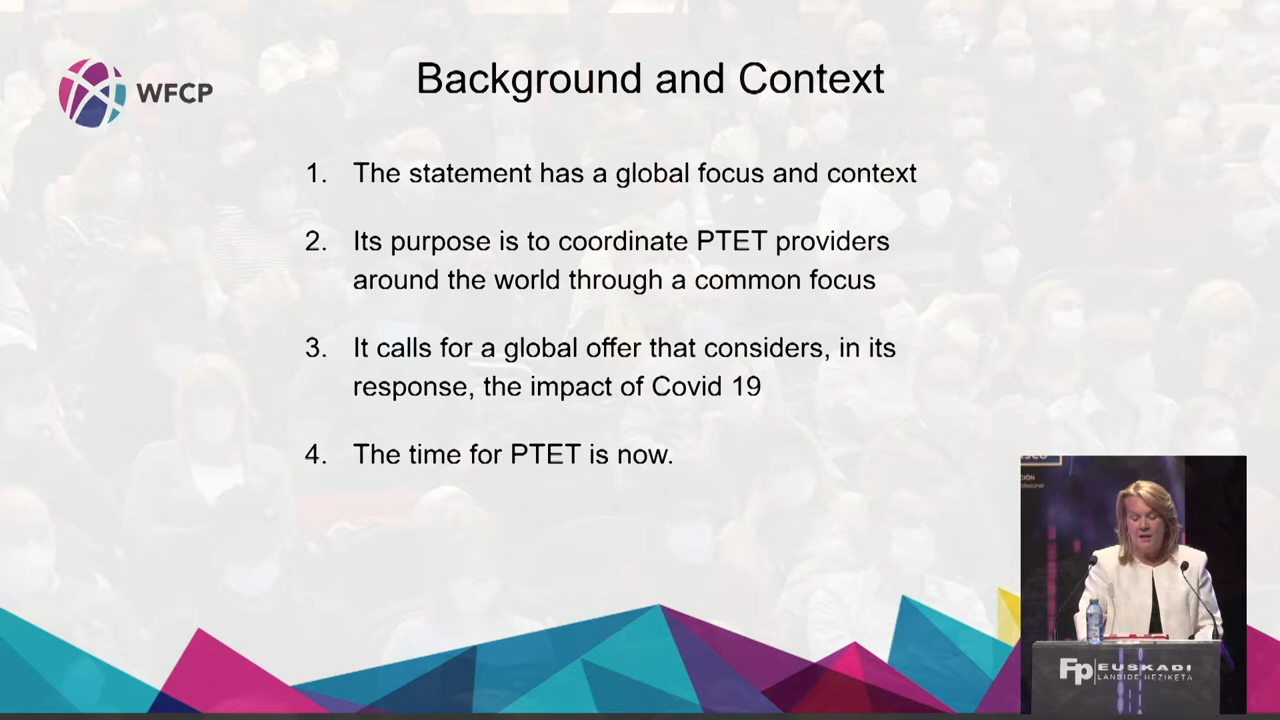 WFCP
Background and Context
1. The statement has a global focus and context
2. Its purpose is to coordinate PTET providers
around the world through a common focus
3. It calls for a global offer that considers, in its
response, the impact of Covid 19
4. The time for PTET is now.
Fp EUSKADI
LANBIDE HEZIKETA